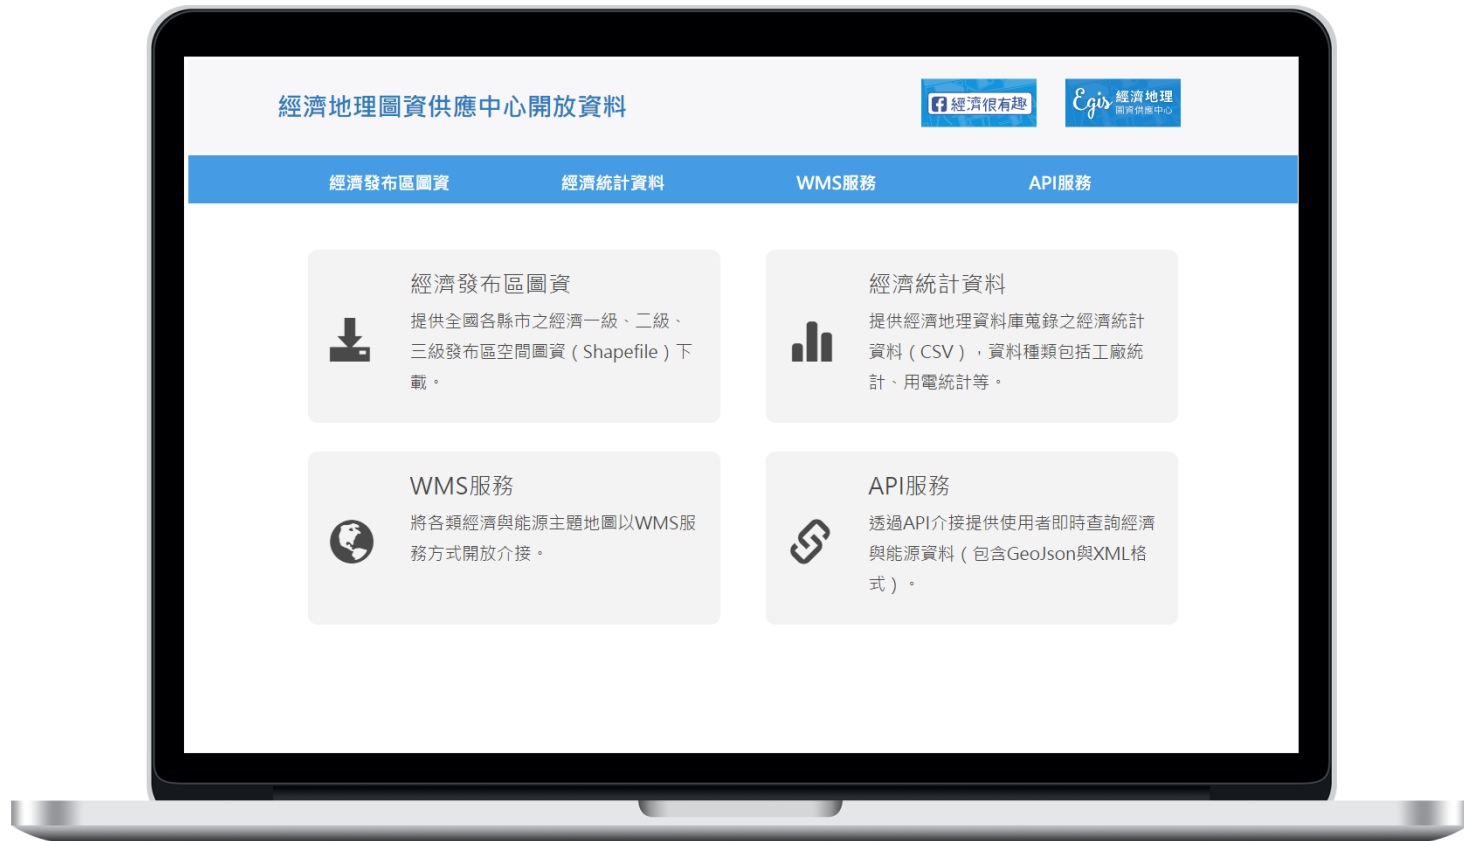 經濟地理圖資供應中心開放資料
經濟很有趣
Egis 經濟地理
圖資供應中心
經濟發布區圖資
經濟統計資料
WMS服務
API服務
經濟發布區圖資
提供全國各縣市之經濟一級、二級、
三級發布區空間圖資（Shapefile）下
載。
經濟統計資料
提供經濟地理資料庫蒐錄之經濟統計
資料（CSV），資料種類包括工廠統
計、用電統計等。
WMS服務
將各類經濟與能源主題地圖以WMS服
務方式開放介接。
API服務
透過API介接提供使用者即時查詢經濟
與能源資料（包含GeoJson與XML格
式）。